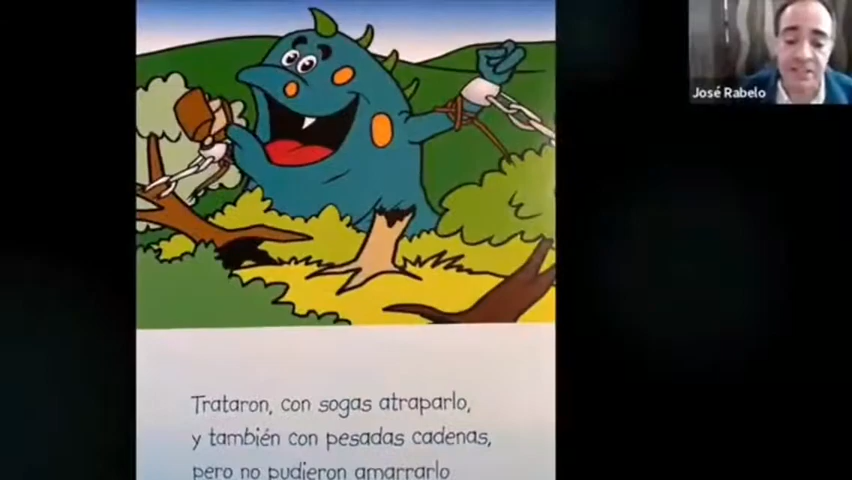 José Rabelo
Trataron, con sogas atraparlo,
y también con pesadas cadenas,
pero no pudieron amarrarlo